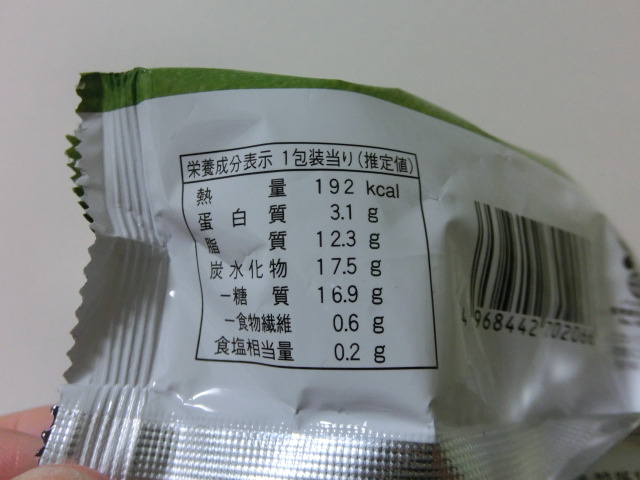 栄養成分表示 1包装当り(推定値)
熱量 192 kcal
蛋白質 3.1 g
脂質 12.3 g
炭水化物 17.5 g
－糖質 16.9 g
－食物繊維 0.6 g
食塩相当量 0.2 g
4 968442